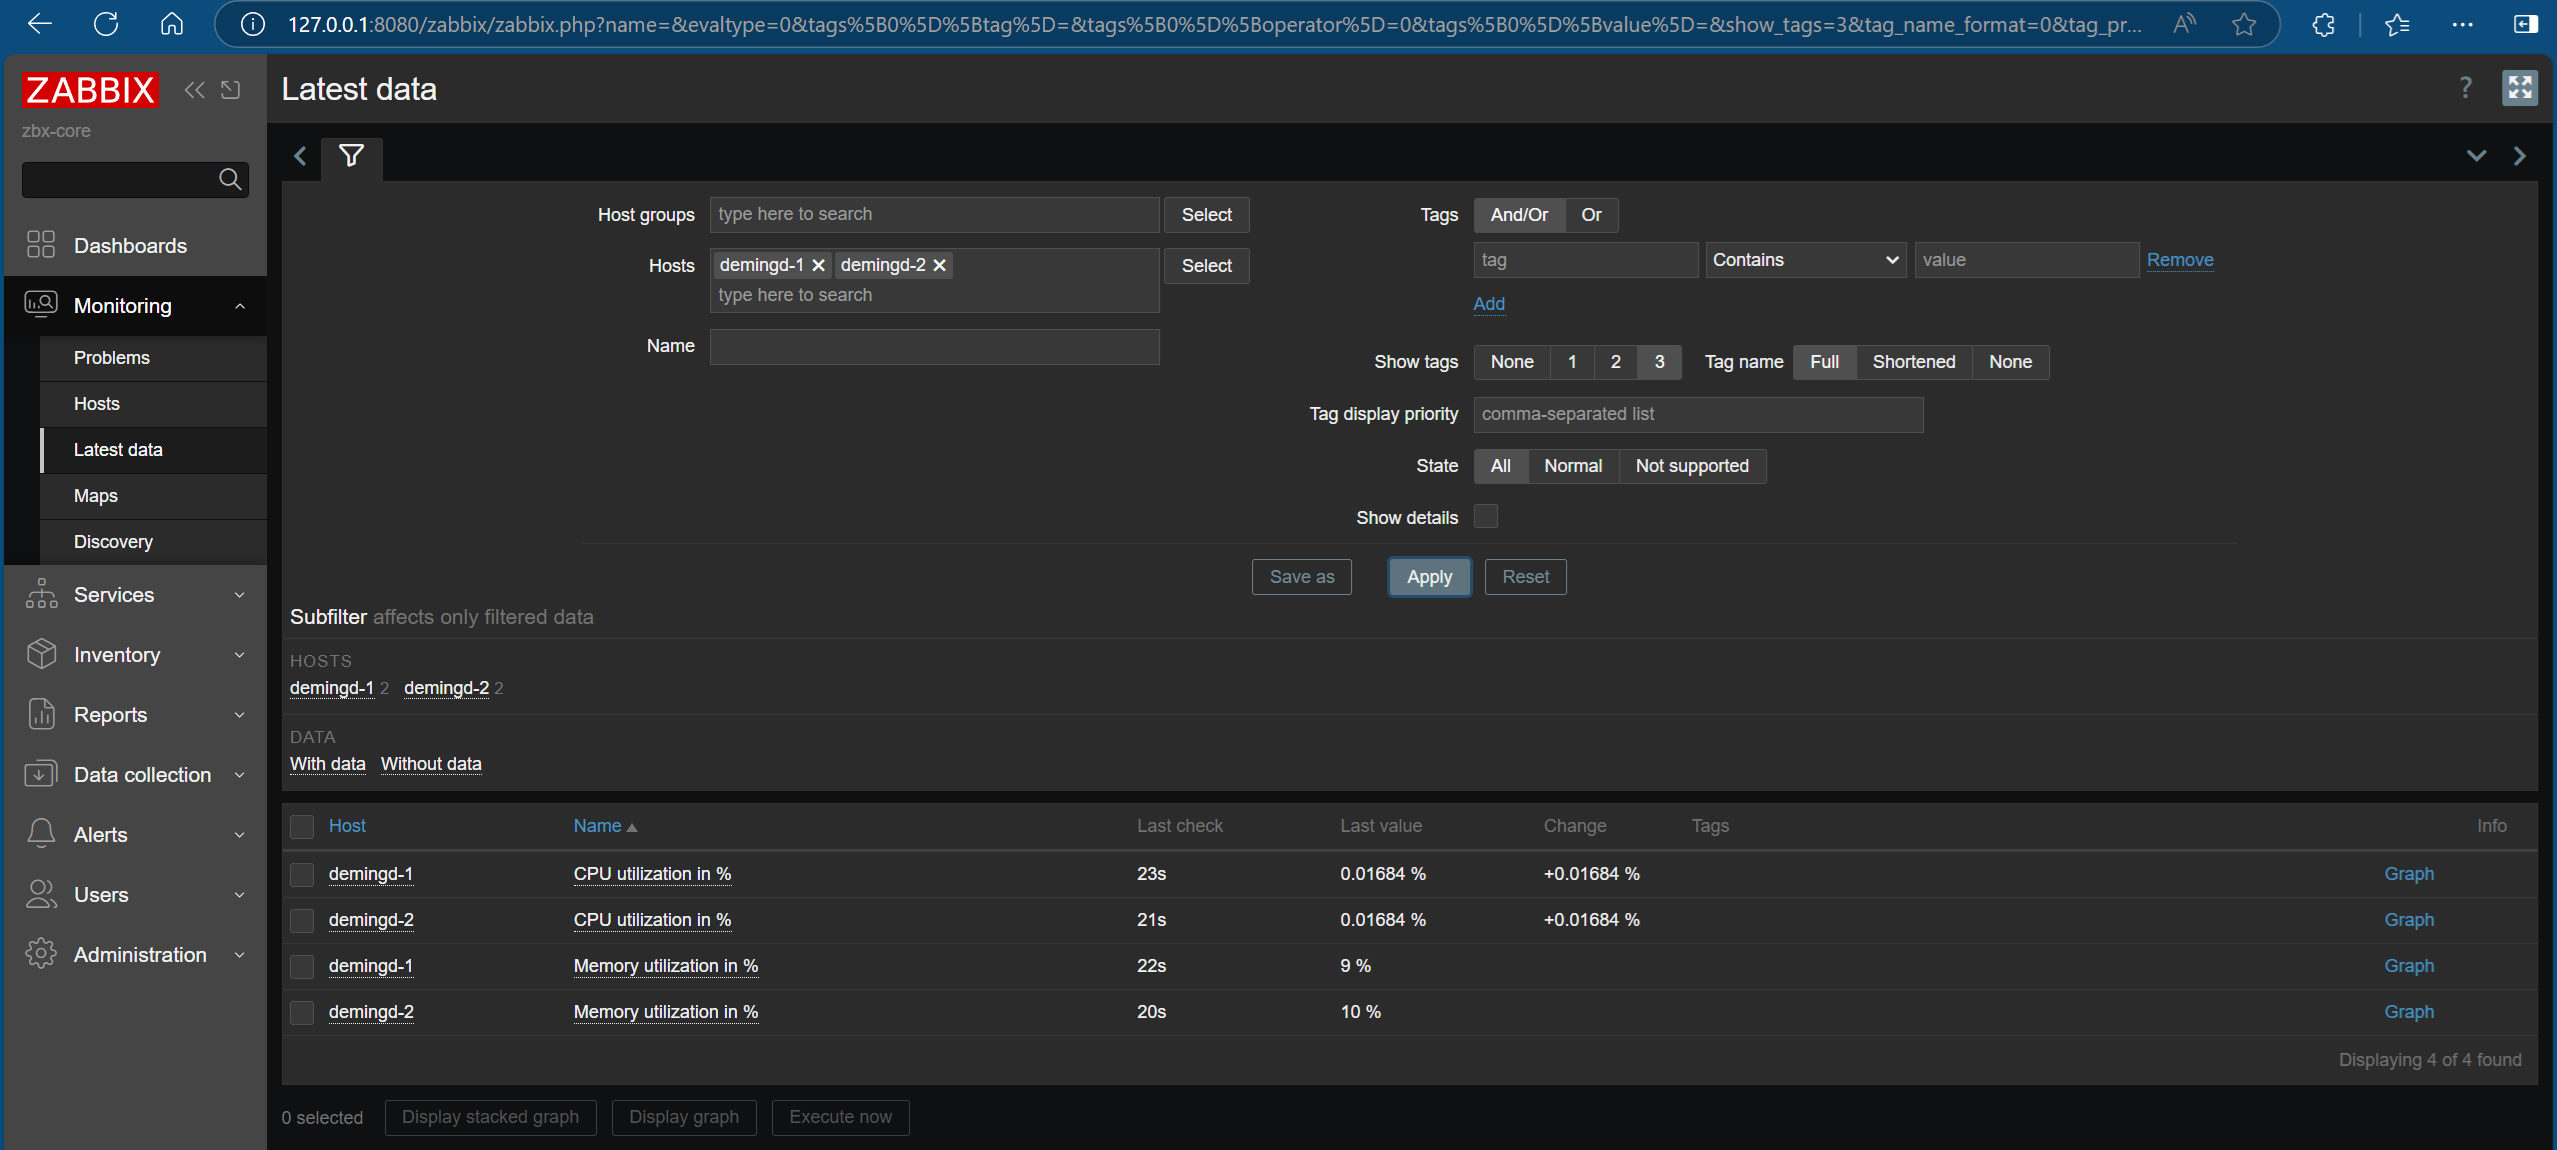 127.0.0.1:8080/zabbix/zabbix.php?name=&evaltype=0&tags%5B0%5D%5Btag%5D=&tags%5B0%5D%5Boperator%5D=0&tags%5B0%5D%5Bvalue%5D=&show_tags=3&tag_name_format=0&tag_pr...
ZABBIX
zbx-core
Dashboards
Monitoring
Problems
Hosts
Latest data
Maps
Discovery
Services
Inventory
Reports
Data collection
Alerts
Users
Administration
Latest data
?
Host groups type here to search Select
Hosts demingd-1 demingd-2 Select
type here to search
Name
Tags And/Or Or
tag Contains value Remove
Add
Show tags None 1 2 3 Tag name Full Shortened None
Tag display priority comma-separated list
State All Normal Not supported
Show details
Save as Apply Reset
Subfilter affects only filtered data
HOSTS
demingd-1 2 demingd-2 2
DATA
With data Without data
Host Name Last check Last value Change Tags Info
demingd-1 CPU utilization in % 23s 0.01684 % +0.01684 % Graph
demingd-2 CPU utilization in % 21s 0.01684 % +0.01684 % Graph
demingd-1 Memory utilization in % 22s 9 % Graph
demingd-2 Memory utilization in % 20s 10 % Graph
Displaying 4 of 4 found
0 selected Display stacked graph Display graph Execute now